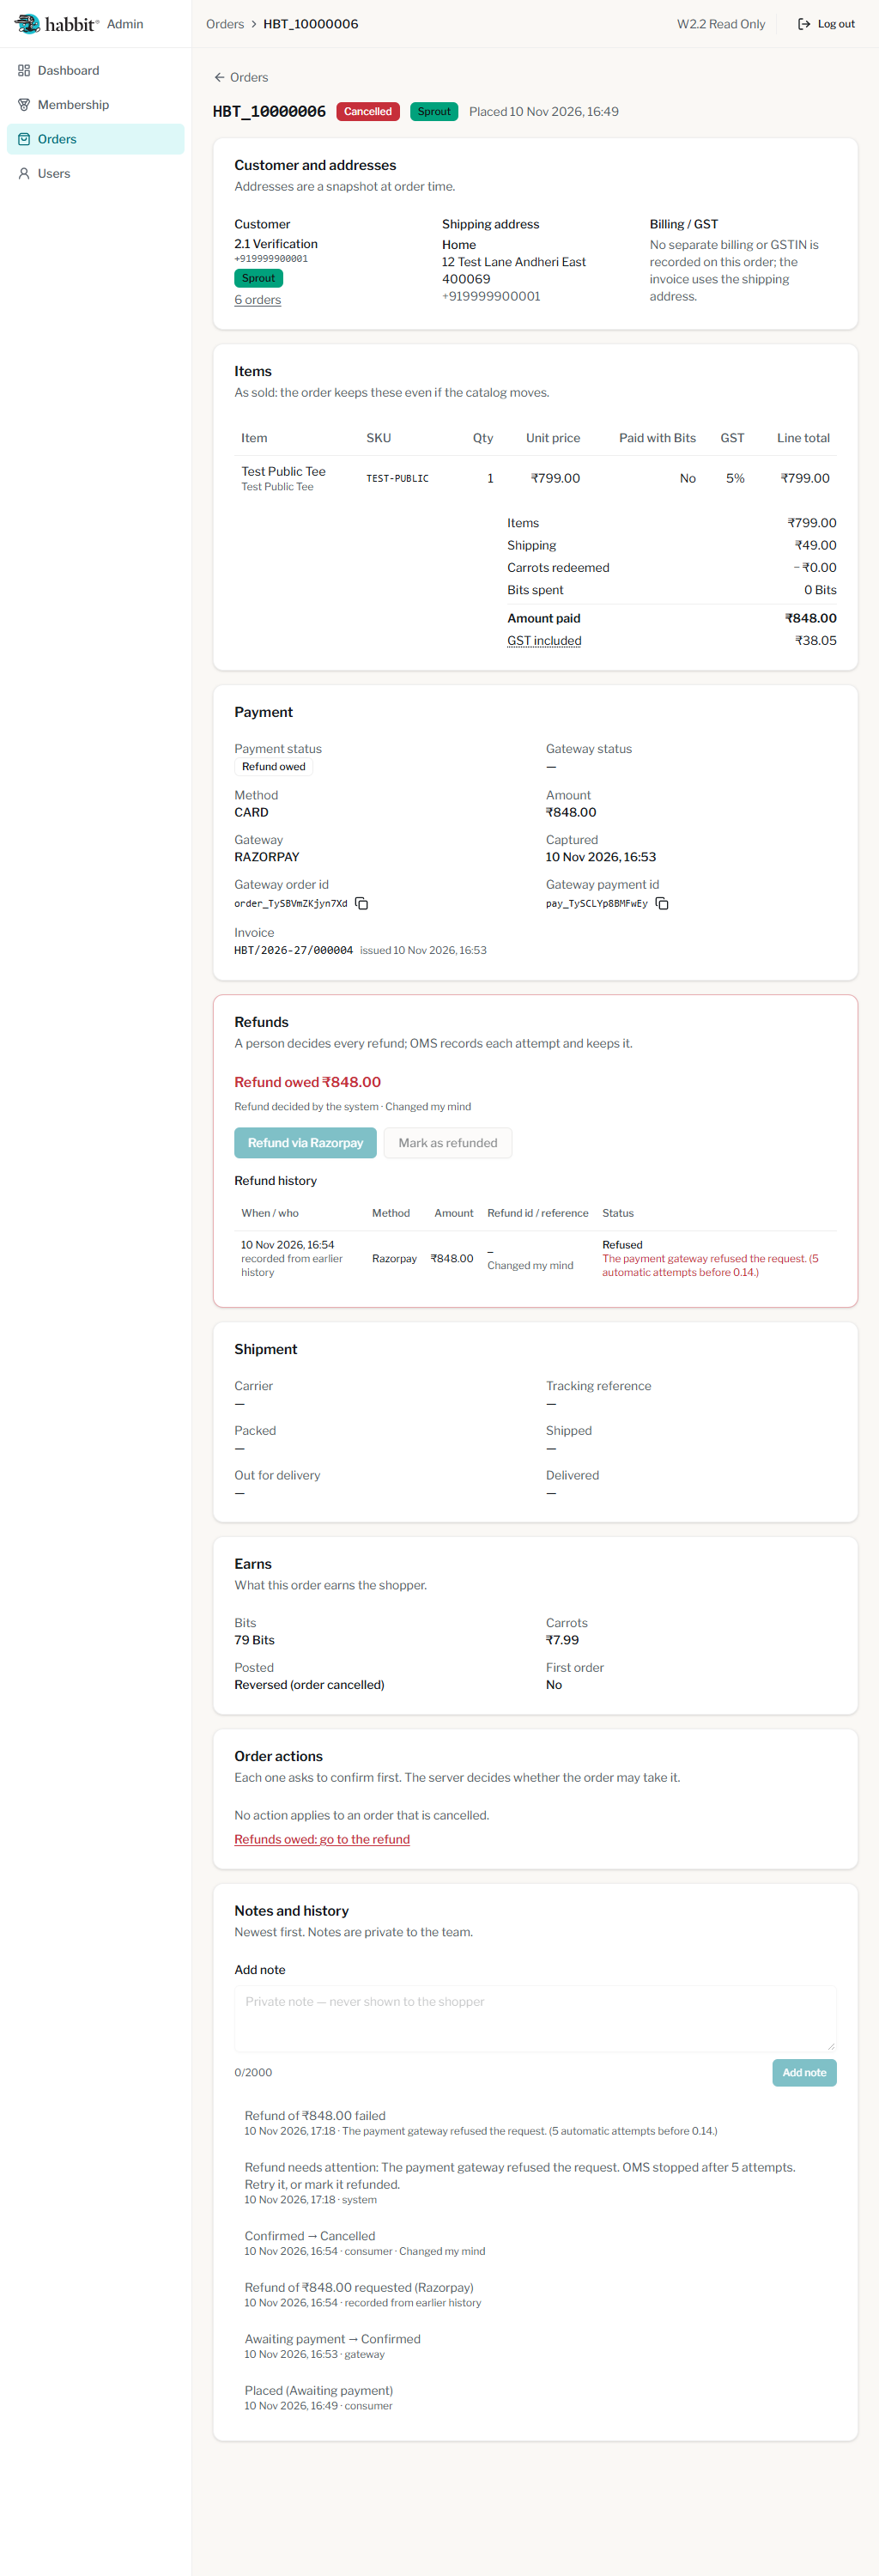 habbit® Admin
Orders > HBT_10000006
W2.2 Read Only
Log out
Dashboard
Membership
Orders
Users
← Orders
HBT_10000006 Cancelled Sprout Placed 10 Nov 2026, 16:49
Customer and addresses
Addresses are a snapshot at order time.
Customer
2.1 Verification
+919999900001
Sprout
6 orders
Shipping address
Home
12 Test Lane Andheri East
400069
+919999900001
Billing / GST
No separate billing or GSTIN is
recorded on this order; the
invoice uses the shipping
address.
Items
As sold: the order keeps these even if the catalog moves.
Item SKU Qty Unit price Paid with Bits GST Line total
Test Public Tee
Test Public Tee
TEST-PUBLIC 1 ₹799.00 No 5% ₹799.00
Items ₹799.00
Shipping ₹49.00
Carrots redeemed − ₹0.00
Bits spent 0 Bits
Amount paid ₹848.00
GST included ₹38.05
Payment
Payment status
Refund owed
Gateway status
—
Method
CARD
Amount
₹848.00
Gateway
RAZORPAY
Captured
10 Nov 2026, 16:53
Gateway order id
order_TySBVmZKjyn7Xd
Gateway payment id
pay_TySCLYp8BMFwEy
Invoice
HBT/2026-27/000004 issued 10 Nov 2026, 16:53
Refunds
A person decides every refund; OMS records each attempt and keeps it.
Refund owed ₹848.00
Refund decided by the system · Changed my mind
Refund via Razorpay
Mark as refunded
Refund history
When / who Method Amount Refund id / reference Status
10 Nov 2026, 16:54
recorded from earlier
history
Razorpay ₹848.00
–
Changed my mind
Refused
The payment gateway refused the request. (5
automatic attempts before 0.14.)
Shipment
Carrier
—
Tracking reference
—
Packed
—
Shipped
—
Out for delivery
—
Delivered
—
Earns
What this order earns the shopper.
Bits
79 Bits
Carrots
₹7.99
Posted
Reversed (order cancelled)
First order
No
Order actions
Each one asks to confirm first. The server decides whether the order may take it.
No action applies to an order that is cancelled.
Refunds owed: go to the refund
Notes and history
Newest first. Notes are private to the team.
Add note
Private note — never shown to the shopper
0/2000
Add note
Refund of ₹848.00 failed
10 Nov 2026, 17:18 · The payment gateway refused the request. (5 automatic attempts before 0.14.)
Refund needs attention: The payment gateway refused the request. OMS stopped after 5 attempts.
Retry it, or mark it refunded.
10 Nov 2026, 17:18 · system
Confirmed → Cancelled
10 Nov 2026, 16:54 · consumer · Changed my mind
Refund of ₹848.00 requested (Razorpay)
10 Nov 2026, 16:54 · recorded from earlier history
Awaiting payment → Confirmed
10 Nov 2026, 16:53 · gateway
Placed (Awaiting payment)
10 Nov 2026, 16:49 · consumer